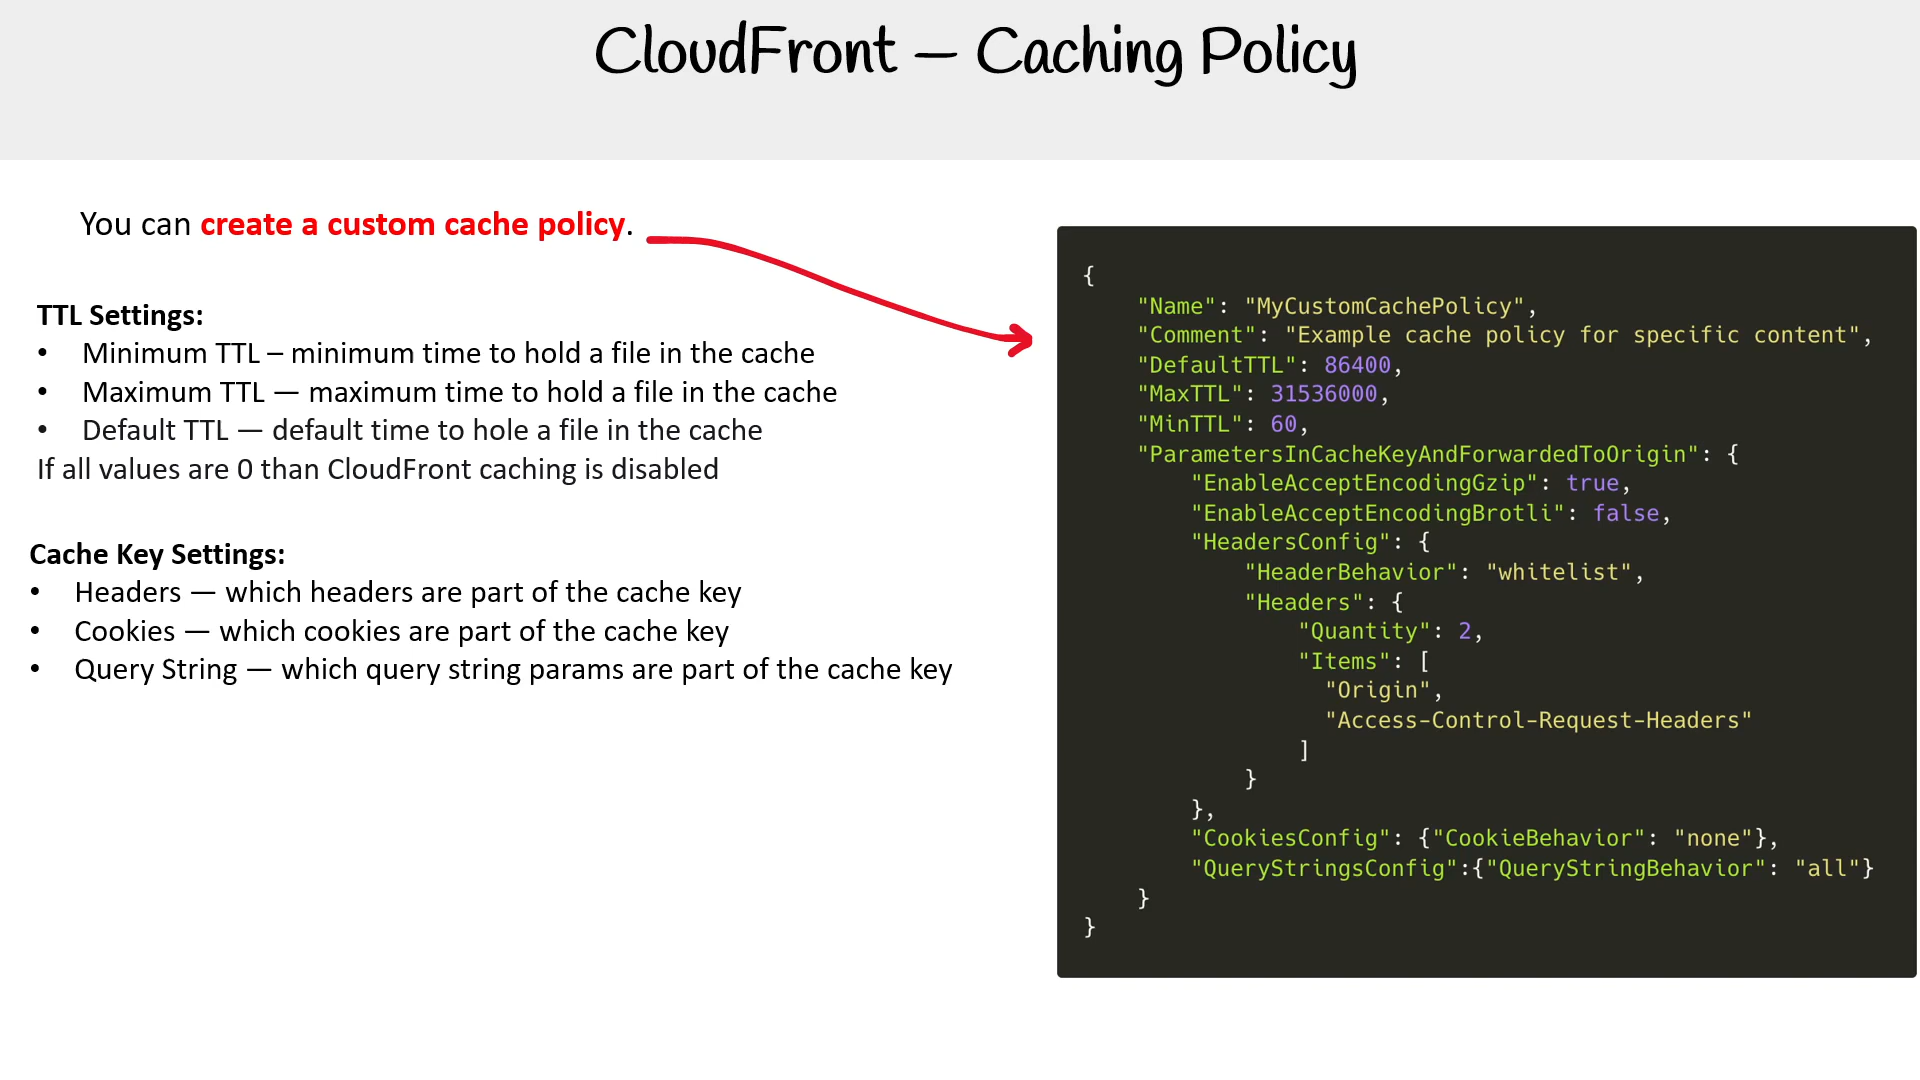 CloudFront — Caching Policy
You can create a custom cache policy.
TTL Settings:
• Minimum TTL – minimum time to hold a file in the cache
• Maximum TTL — maximum time to hold a file in the cache
• Default TTL — default time to hole a file in the cache
If all values are 0 than CloudFront caching is disabled
Cache Key Settings:
• Headers — which headers are part of the cache key
• Cookies — which cookies are part of the cache key
• Query String — which query string params are part of the cache key
{
    "Name": "MyCustomCachePolicy",
    "Comment": "Example cache policy for specific content",
    "DefaultTTL": 86400,
    "MaxTTL": 31536000,
    "MinTTL": 60,
    "ParametersInCacheKeyAndForwardedToOrigin": {
        "EnableAcceptEncodingGzip": true,
        "EnableAcceptEncodingBrotli": false,
        "HeadersConfig": {
            "HeaderBehavior": "whitelist",
            "Headers": {
                "Quantity": 2,
                "Items": [
                  "Origin",
                  "Access-Control-Request-Headers"
                ]
            }
        },
        "CookiesConfig": {"CookieBehavior": "none"},
        "QueryStringsConfig":{"QueryStringBehavior": "all"}
    }
}